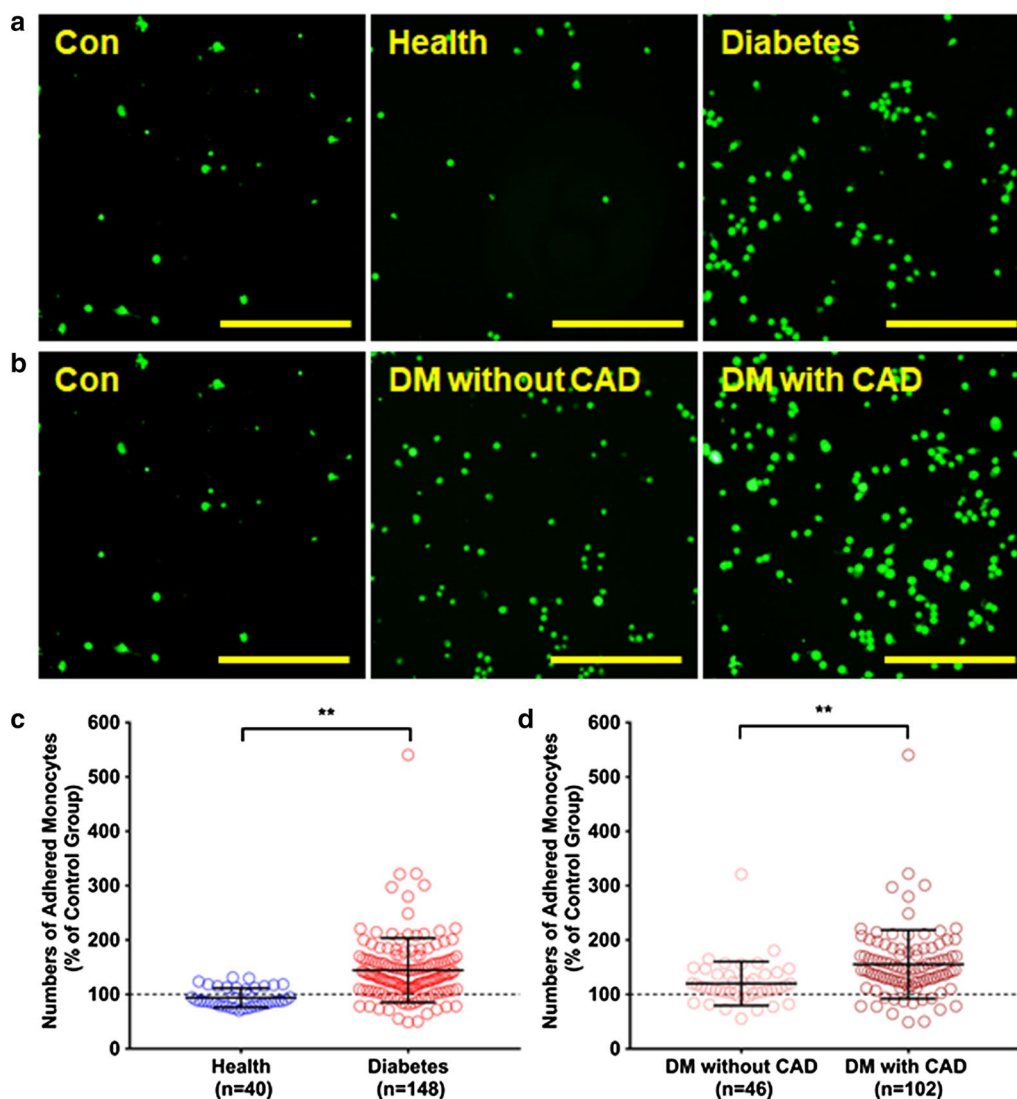 a
Con
Health
Diabetes
b
Con
DM without CAD
DM with CAD
c
Numbers of Adhered Monocytes
(% of Control Group)
600
500
400
300
200
100
0
**
Health
(n=40)
Diabetes
(n=148)
d
Numbers of Adhered Monocytes
(% of Control Group)
600
500
400
300
200
100
0
**
DM without CAD
(n=46)
DM with CAD
(n=102)